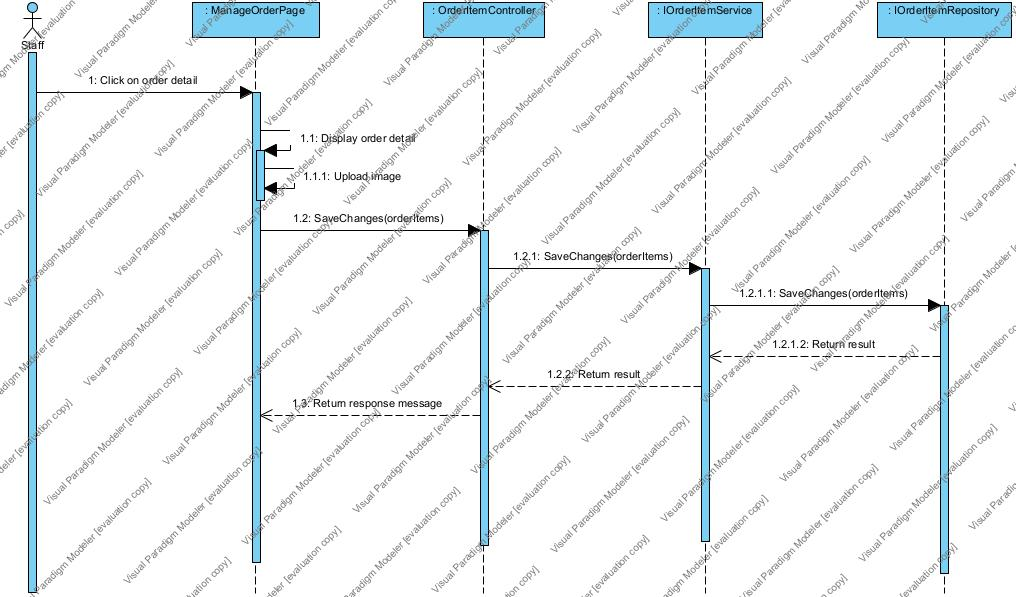 : ManageOrderPage
: OrderItemController
: IOrderItemService
: IOrderItemRepository
Staff
1: Click on order detail
1.1: Display order detail
1.1.1: Upload image
1.2: SaveChanges(orderItems)
1.2.1: SaveChanges(orderItems)
1.2.1.1: SaveChanges(orderItems)
1.2.1.2: Return result
1.2.2: Return result
1.3: Return response message
Visual Paradigm Modeler [evaluation copy]